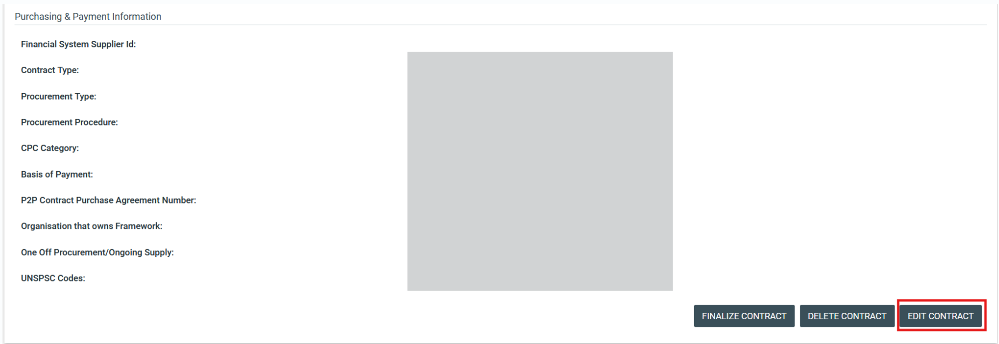 Purchasing & Payment Information
Financial System Supplier Id:
Contract Type:
Procurement Type:
Procurement Procedure:
CPC Category:
Basis of Payment:
P2P Contract Purchase Agreement Number:
Organisation that owns Framework:
One Off Procurement/Ongoing Supply:
UNSPSC Codes:
FINALIZE CONTRACT DELETE CONTRACT EDIT CONTRACT